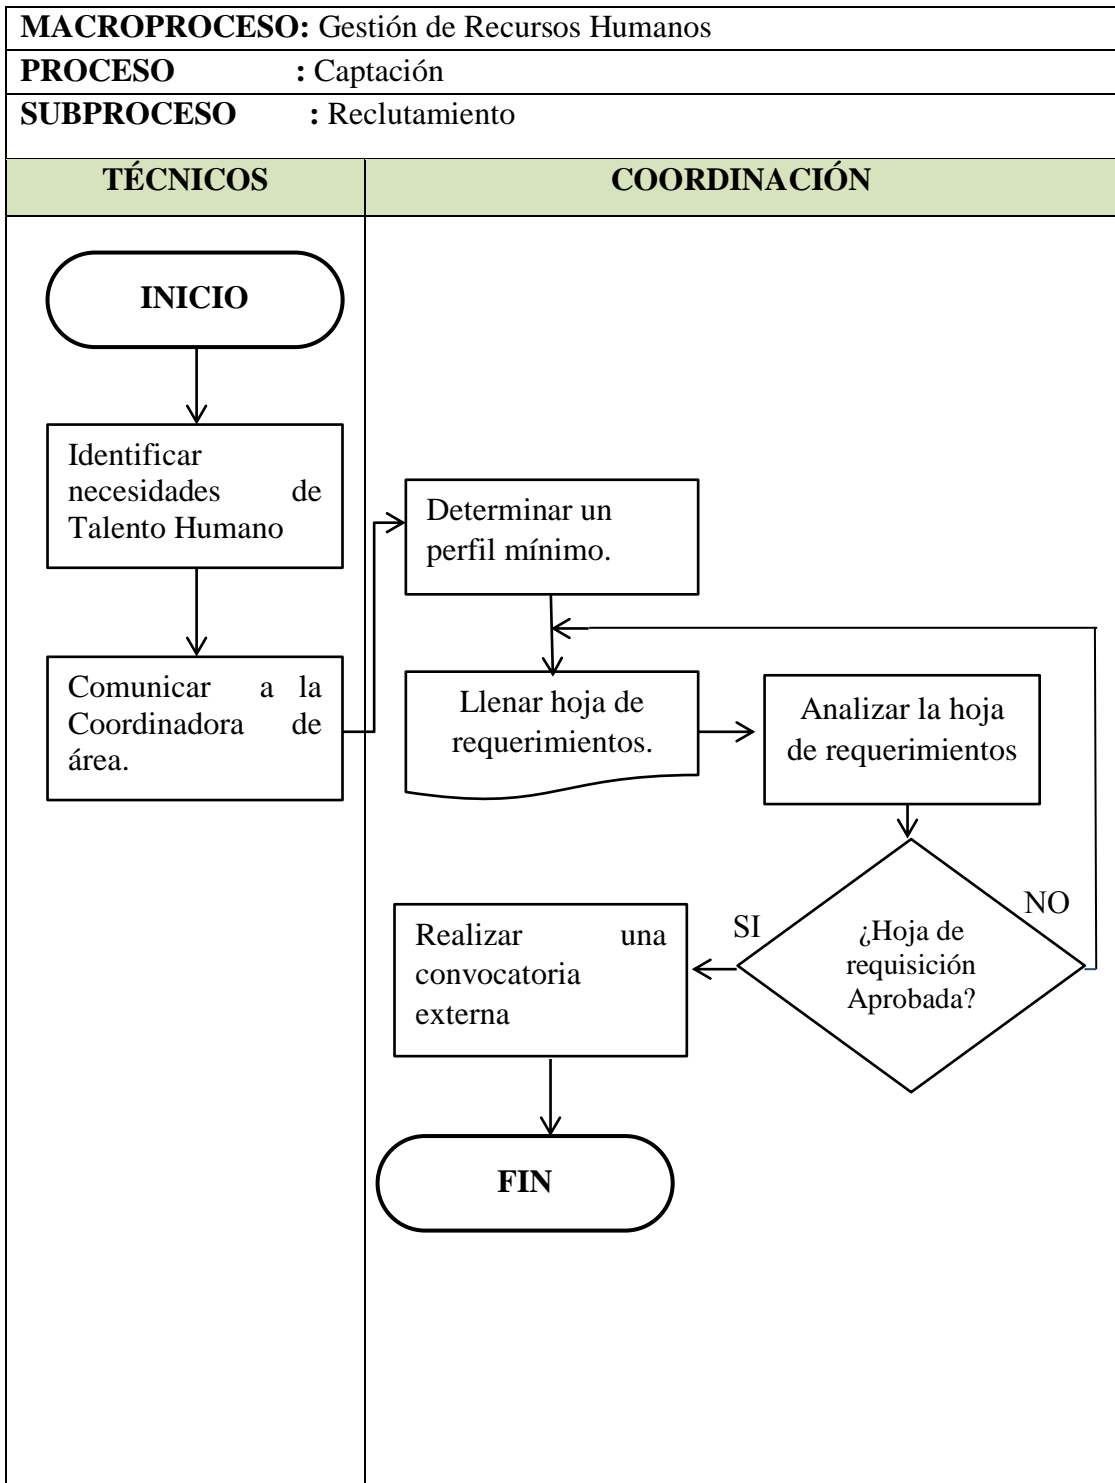 MACROPROCESO: Gestión de Recursos Humanos
PROCESO : Captación
SUBPROCESO : Reclutamiento
TÉCNICOS
COORDINACIÓN
INICIO
Identificar
necesidades de
Talento Humano
Comunicar a la
Coordinadora de
área.
Determinar un
perfil mínimo.
Llenar hoja de
requerimientos.
Analizar la hoja
de requerimientos
¿Hoja de
requisición
Aprobada?
NO
SI
Realizar una
convocatoria
externa
FIN